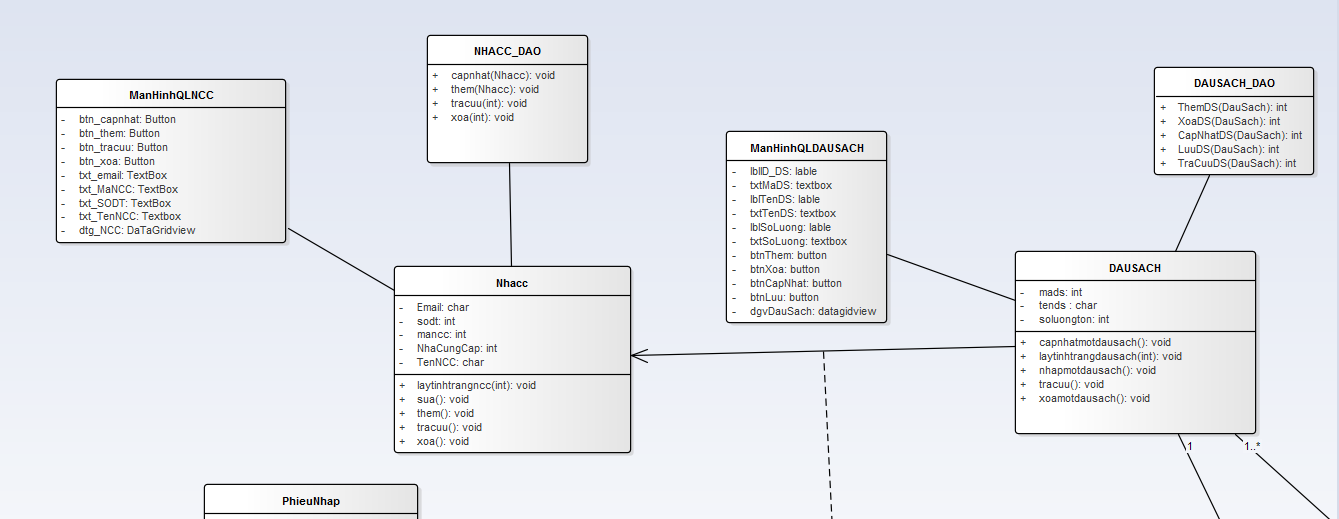 NHACC_DAO
+ capnhat(Nhacc): void
+ them(Nhacc): void
+ tracuu(int): void
+ xoa(int): void
ManHinhQLNCC
- btn_capnhat: Button
- btn_them: Button
- btn_tracuu: Button
- btn_xoa: Button
- txt_email: TextBox
- txt_MaNCC: TextBox
- txt_SODT: TextBox
- txt_TenNCC: Textbox
- dtg_NCC: DaTaGridview
DAUSACH_DAO
+ ThemDS(DauSach): int
+ XoaDS(DauSach): int
+ CapNhatDS(DauSach): int
+ LuuDS(DauSach): int
+ TraCuuDS(DauSach): int
ManHinhQLDAUSACH
- lblID_DS: lable
- txtMaDS: textbox
- lblTenDS: lable
- txtTenDS: textbox
- lblSoLuong: lable
- txtSoLuong: textbox
- btnThem: button
- btnXoa: button
- btnCapNhat: button
- btnLuu: button
- dgvDauSach: datagidview
Nhacc
- Email: char
- sodt: int
- mancc: int
- NhaCungCap: int
- TenNCC: char
+ laytinhtrangncc(int): void
+ sua(): void
+ them(): void
+ tracuu(): void
+ xoa(): void
DAUSACH
- mads: int
- tends : char
- soluongton: int
+ capnhatmotdausach(): void
+ laytinhtrangdausach(int): void
+ nhapmotdausach(): void
+ tracuu(): void
+ xoamotdausach(): void
1
1..*
PhieuNhap